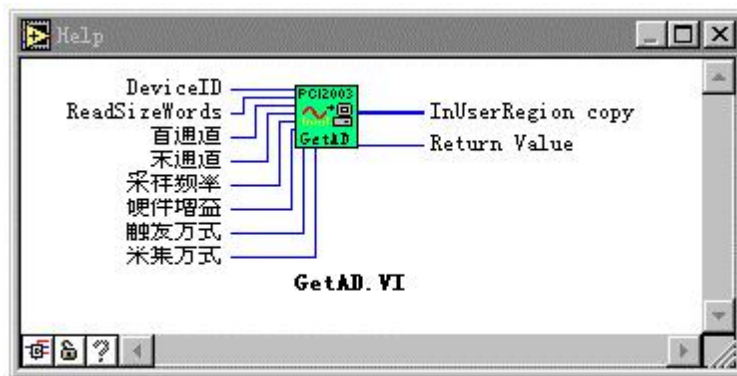 Help
DeviceID
ReadSizeWords
首通道
末通道
采样频率
硬件增益
触发方式
采集方式
PCI2003
GetAD
InUserRegion copy
Return Value
GetAD.VI